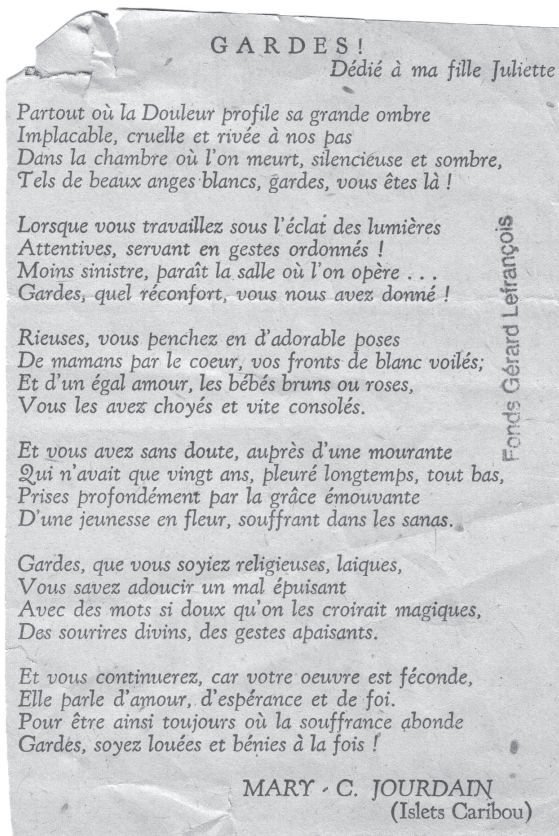 GARDES!
Dédié à ma fille Juliette
Partout où la Douleur profile sa grande ombre
Implacable, cruelle et rivée à nos pas
Dans la chambre où l'on meurt, silencieuse et sombre,
Tels de beaux anges blancs, gardes, vous êtes là !
Lorsque vous travaillez sous l'éclat des lumières
Attentives, servant en gestes ordonnés !
Moins sinistre, paraît la salle où l'on opère . . .
Gardes, quel réconfort, vous nous avez donné !
Rieuses, vous penchez en d'adorable poses
De mamans par le coeur, vos fronts de blanc voilés;
Et d'un égal amour, les bébés bruns ou roses,
Vous les avez choyés et vite consolés.
Et vous avez sans doute, auprès d'une mourante
Qui n'avait que vingt ans, pleuré longtemps, tout bas,
Prises profondément par la grâce émouvante
D'une jeunesse en fleur, souffrant dans les sanas.
Gardes, que vous soyiez religieuses, laiques,
Vous savez adoucir un mal épuisant
Avec des mots si doux qu'on les croirait magiques,
Des sourires divins, des gestes apaisants.
Et vous continuerez, car votre oeuvre est féconde,
Elle parle d'amour, d'espérance et de foi.
Pour être ainsi toujours où la souffrance abonde
Gardes, soyez louées et bénies à la fois !
MARY - C. JOURDAIN
(Islets Caribou)
Fonds Gérard Lefrançois